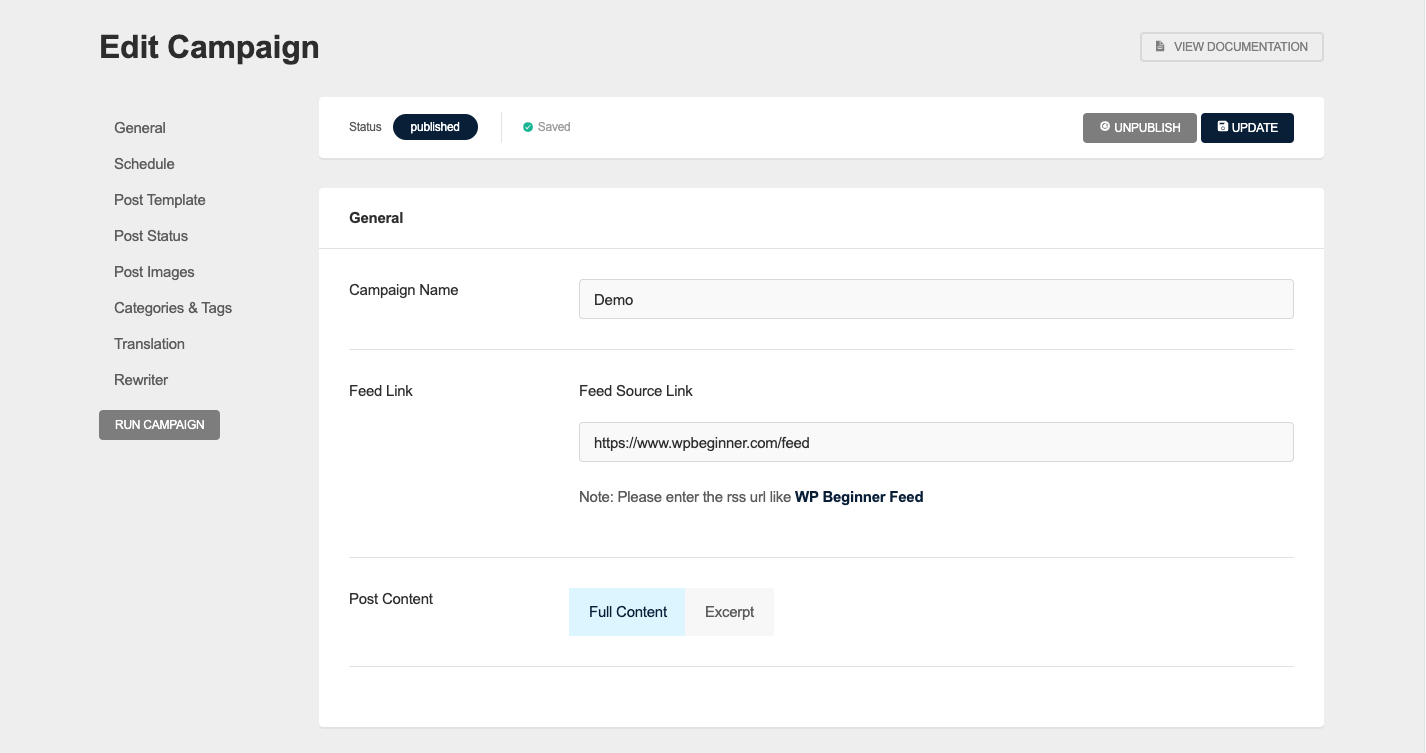 Edit Campaign
VIEW DOCUMENTATION
General
Schedule
Post Template
Post Status
Post Images
Categories & Tags
Translation
Rewriter
RUN CAMPAIGN
Status published Saved UNPUBLISH UPDATE
General
Campaign Name Demo
Feed Link Feed Source Link
https://www.wpbeginner.com/feed
Note: Please enter the rss url like WP Beginner Feed
Post Content Full Content Excerpt